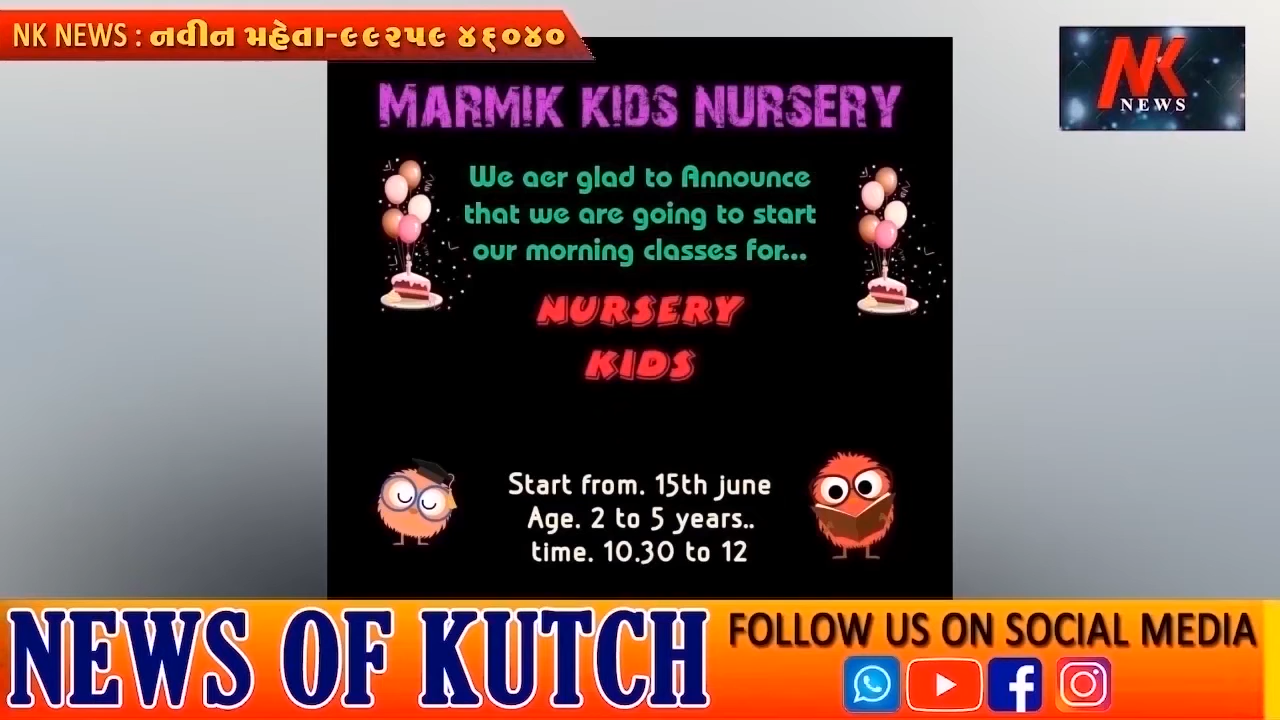 NK NEWS : નવીન મહેતા-૯૯૨૫૯ ૪૬૦૪૦
NK
NEWS
MARMIK KIDS NURSERY
We aer glad to Announce
that we are going to start
our morning classes for...
NURSERY
KIDS
Start from. 15th june
Age. 2 to 5 years..
time. 10.30 to 12
NEWS OF KUTCH
FOLLOW US ON SOCIAL MEDIA